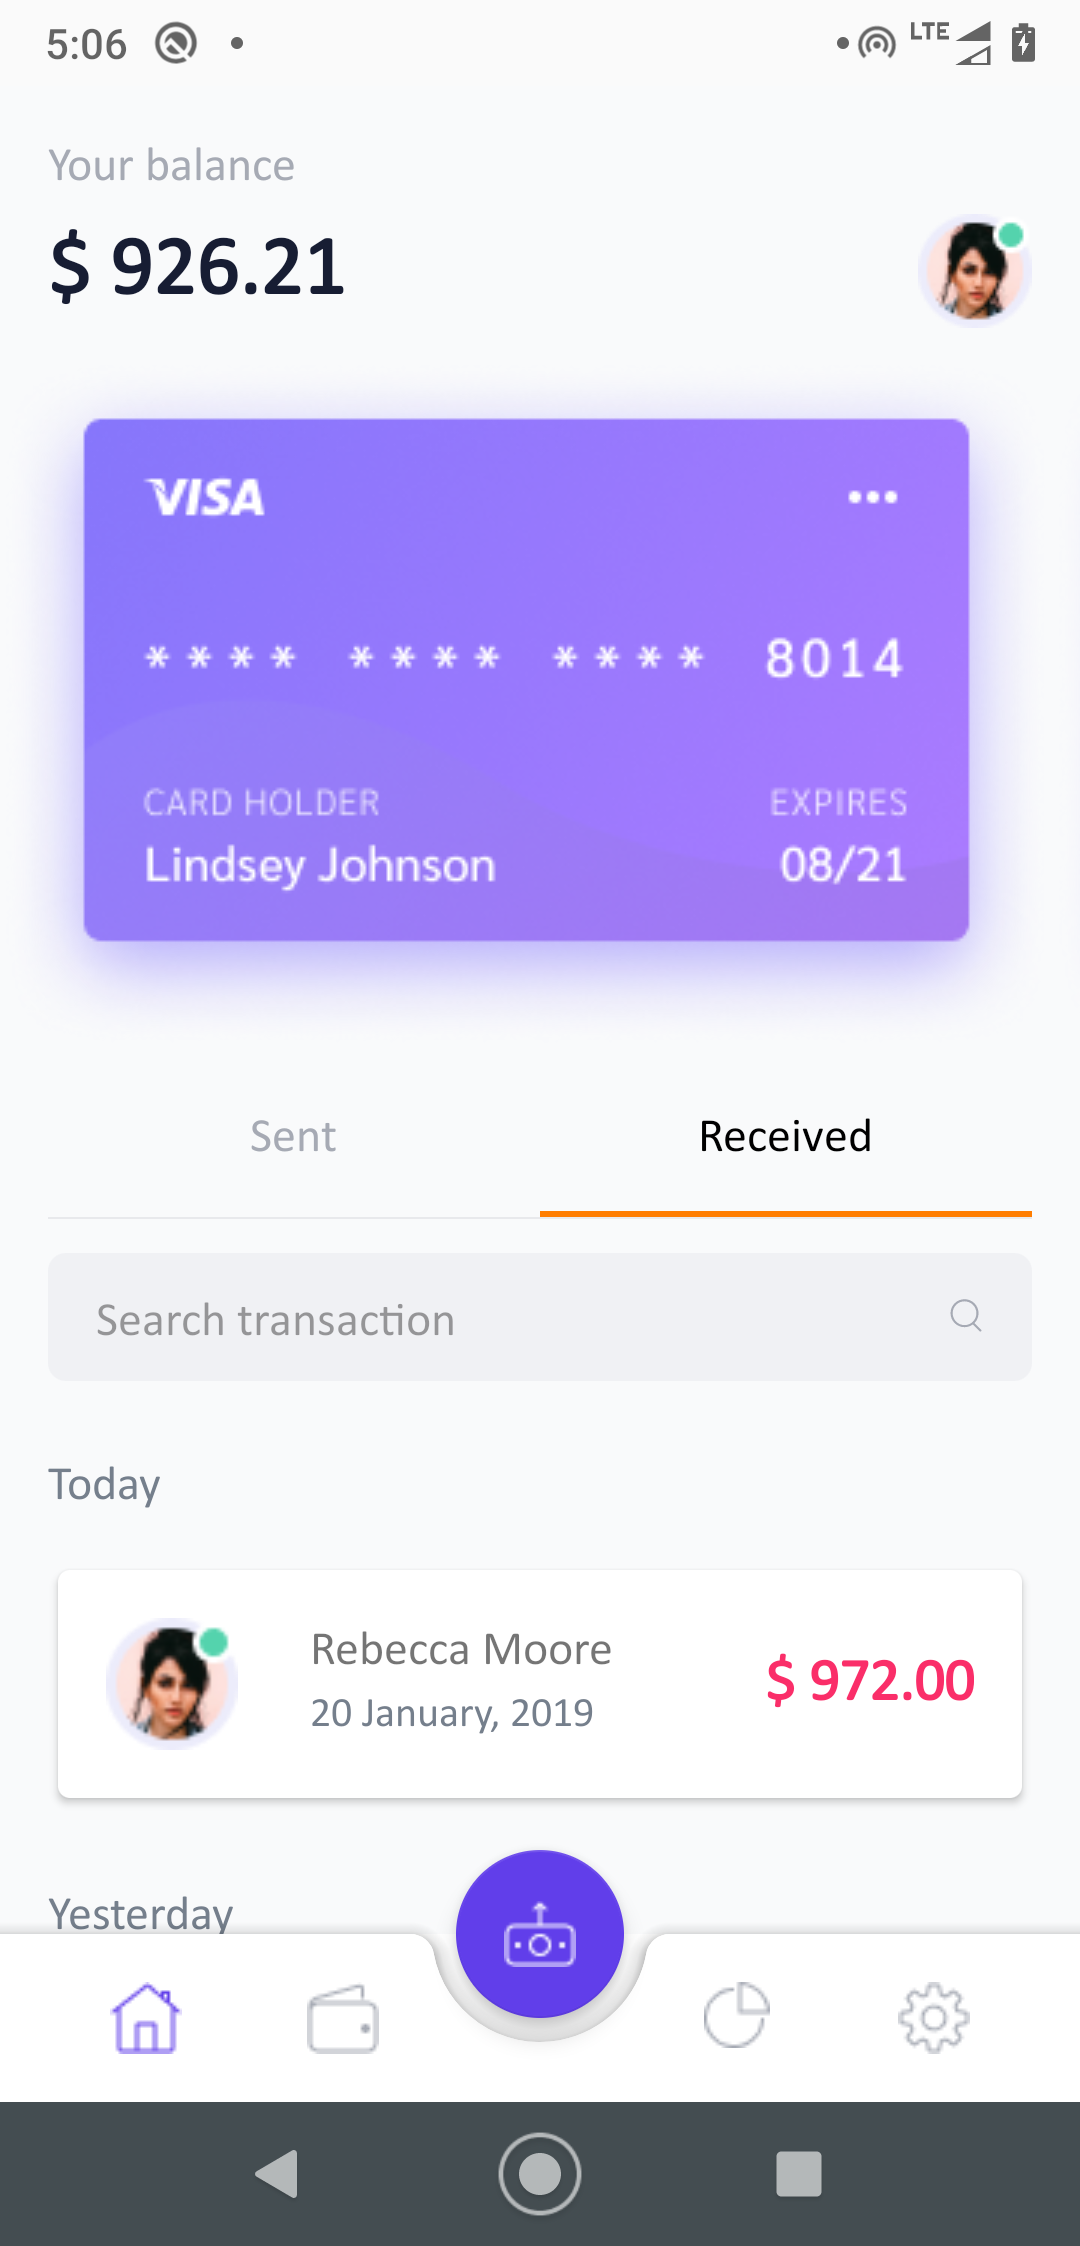 5:06
LTE
Your balance
$ 926.21
VISA
**** **** **** 8014
CARD HOLDER
EXPIRES
Lindsey Johnson
08/21
Sent
Received
Search transaction
Today
Rebecca Moore
20 January, 2019
$ 972.00
Yesterday